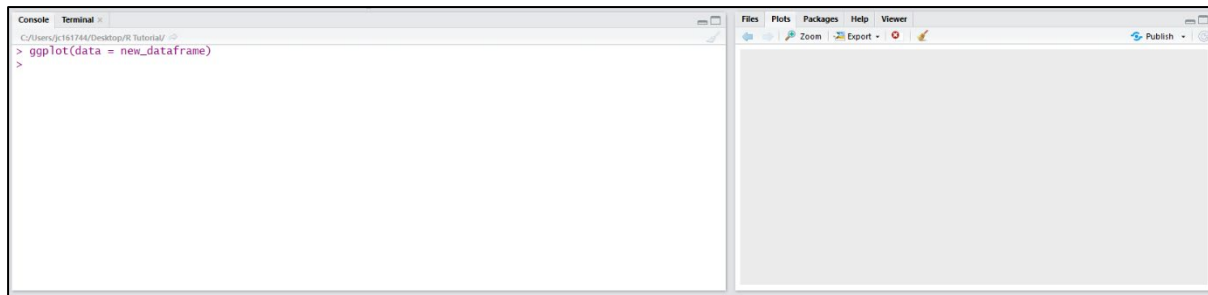 Console Terminal ×
C:/Users/jc161744/Desktop/R Tutorial/
> ggplot(data = new_dataframe)
>
Files Plots Packages Help Viewer
Zoom Export Publish